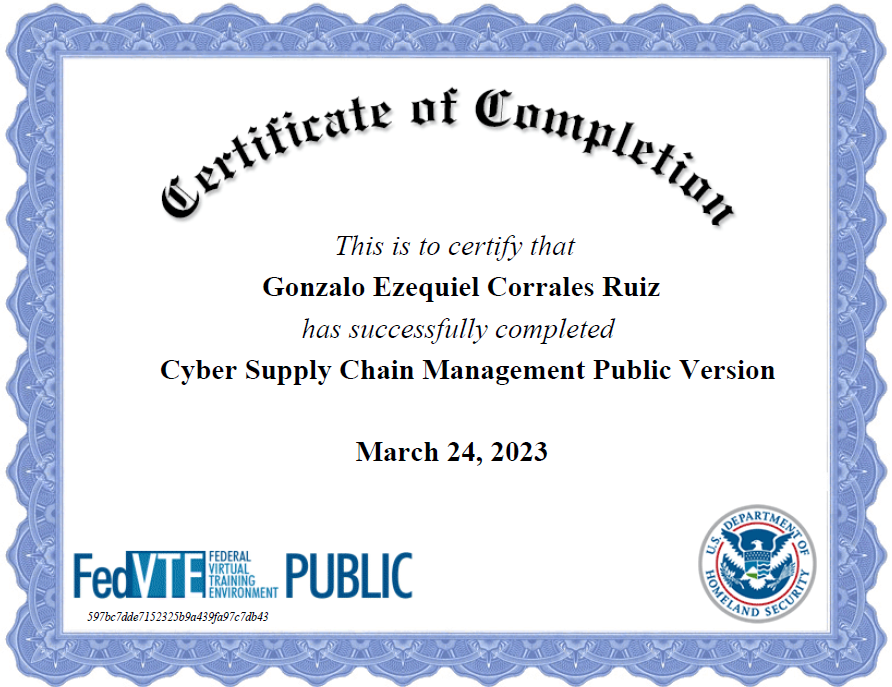 Certificate of Completion
This is to certify that
Gonzalo Ezequiel Corrales Ruiz
has successfully completed
Cyber Supply Chain Management Public Version
March 24, 2023
FedVTE FEDERAL VIRTUAL TRAINING ENVIRONMENT PUBLIC
597bc7dde7152325b9a439fa97c7db43
U.S. DEPARTMENT OF HOMELAND SECURITY